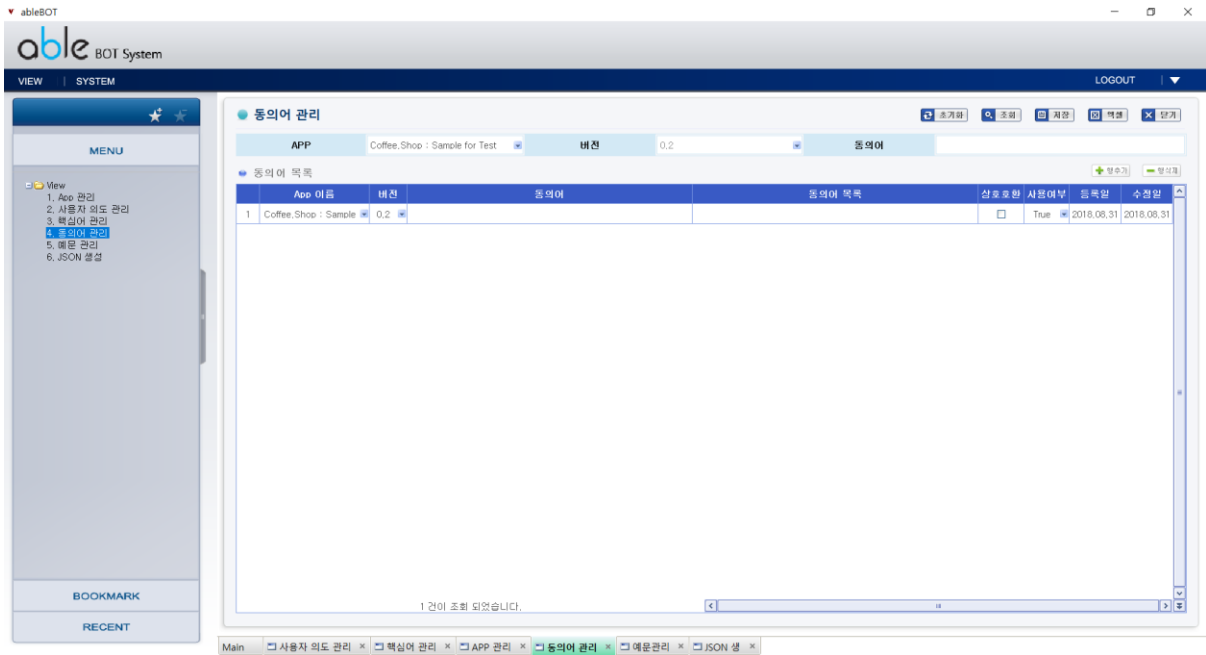 ableBOT
able BOT System
VIEW | SYSTEM
LOGOUT
MENU
View
1. App 관리
2. 사용자 의도 관리
3. 핵심어 관리
4. 동의어 관리
5. 예문 관리
6. JSON 생성
BOOKMARK
RECENT
동의어 관리
초기화 조회 저장 엑셀 닫기
APP Coffee.Shop : Sample for Test 버전 0.2 동의어
동의어 목록
행추가 행삭제
App 이름 버전 동의어 동의어 목록 상호호환 사용여부 등록일 수정일
1 Coffee.Shop : Sample 0.2 True 2018.08.31 2018.08.31
1 건이 조회 되었습니다.
Main 사용자 의도 관리 × 핵심어 관리 × APP 관리 × 동의어 관리 × 예문관리 × JSON 생 ×